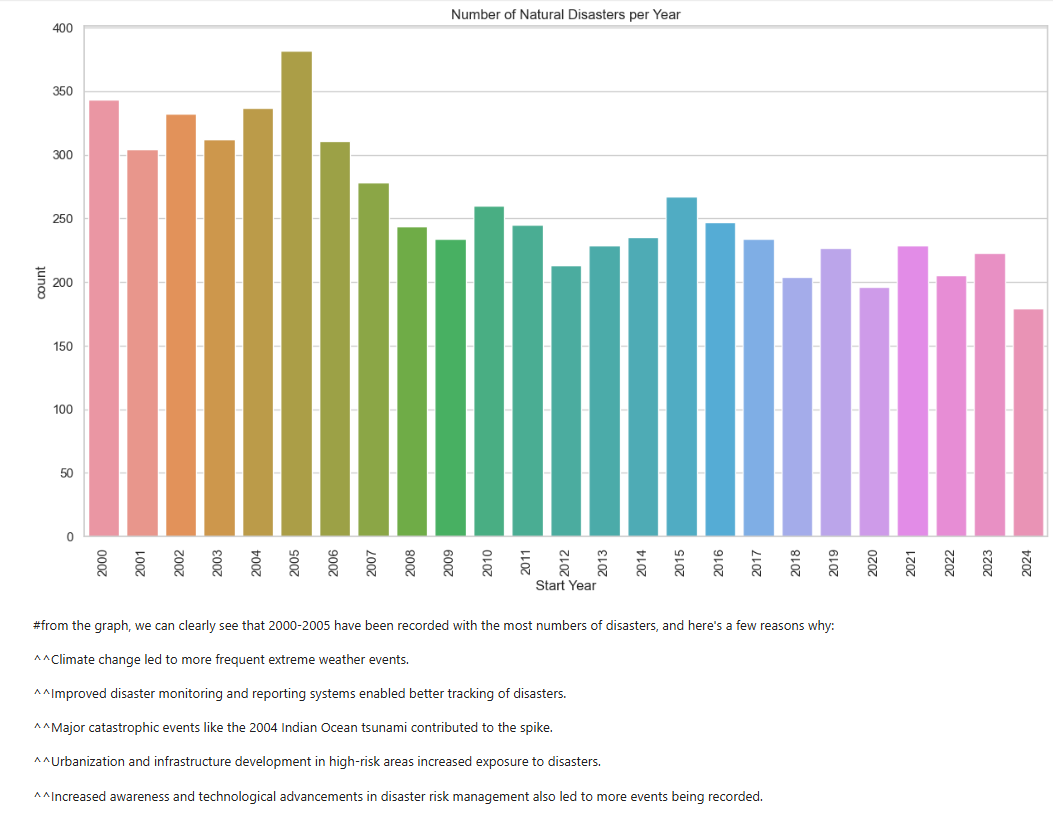 Number of Natural Disasters per Year
400
350
300
250
200
150
100
50
0
count
2000 2001 2002 2003 2004 2005 2006 2007 2008 2009 2010 2011 2012 2013 2014 2015 2016 2017 2018 2019 2020 2021 2022 2023 2024
Start Year
#from the graph, we can clearly see that 2000-2005 have been recorded with the most numbers of disasters, and here's a few reasons why:
^^Climate change led to more frequent extreme weather events.
^^Improved disaster monitoring and reporting systems enabled better tracking of disasters.
^^Major catastrophic events like the 2004 Indian Ocean tsunami contributed to the spike.
^^Urbanization and infrastructure development in high-risk areas increased exposure to disasters.
^^Increased awareness and technological advancements in disaster risk management also led to more events being recorded.